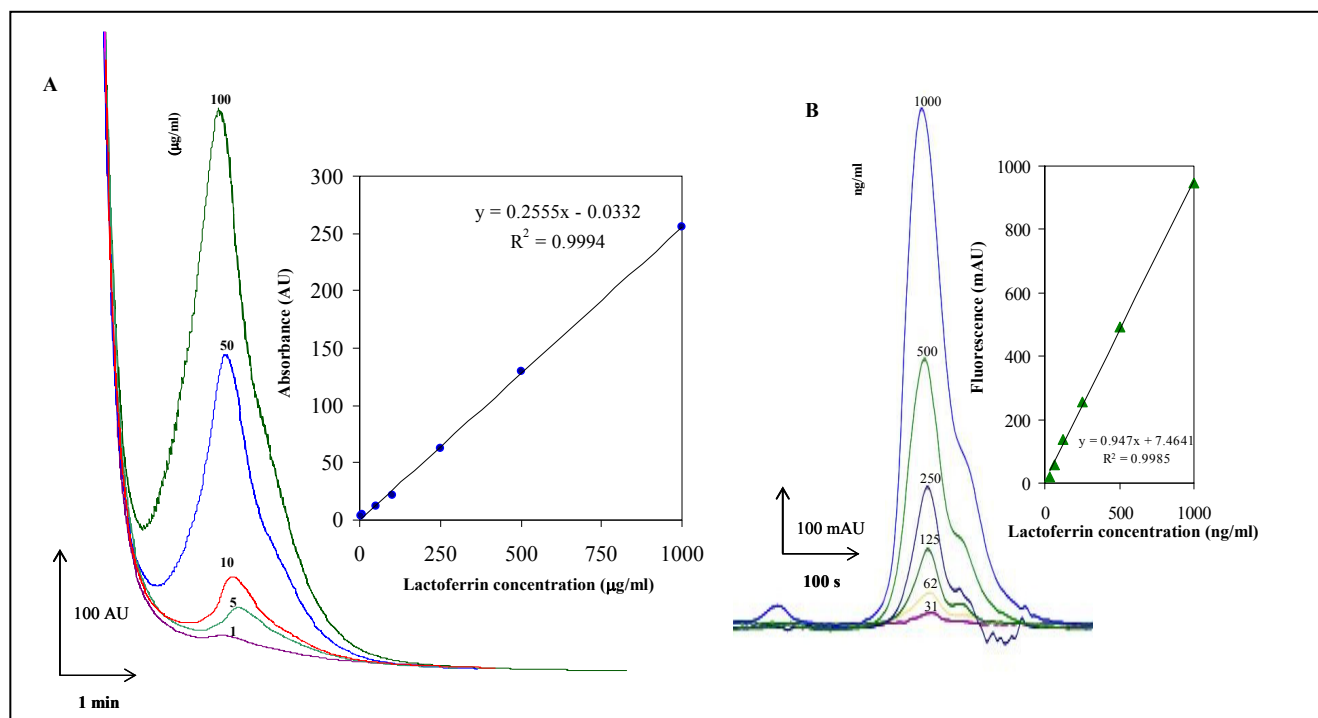 A
100
(µg/ml)
50
10
5
1
100 AU
1 min
300
250
200
150
100
50
0
Absorbance (AU)
y = 0.2555x - 0.0332
R² = 0.9994
0 250 500 750 1000
Lactoferrin concentration (µg/ml)
B
1000
ng/ml
500
250
125
62
31
100 mAU
100 s
1000
800
600
400
200
0
Fluorescence (mAU)
y = 0.947x + 7.4641
R² = 0.9985
0 500 1000
Lactoferrin concentration (ng/ml)